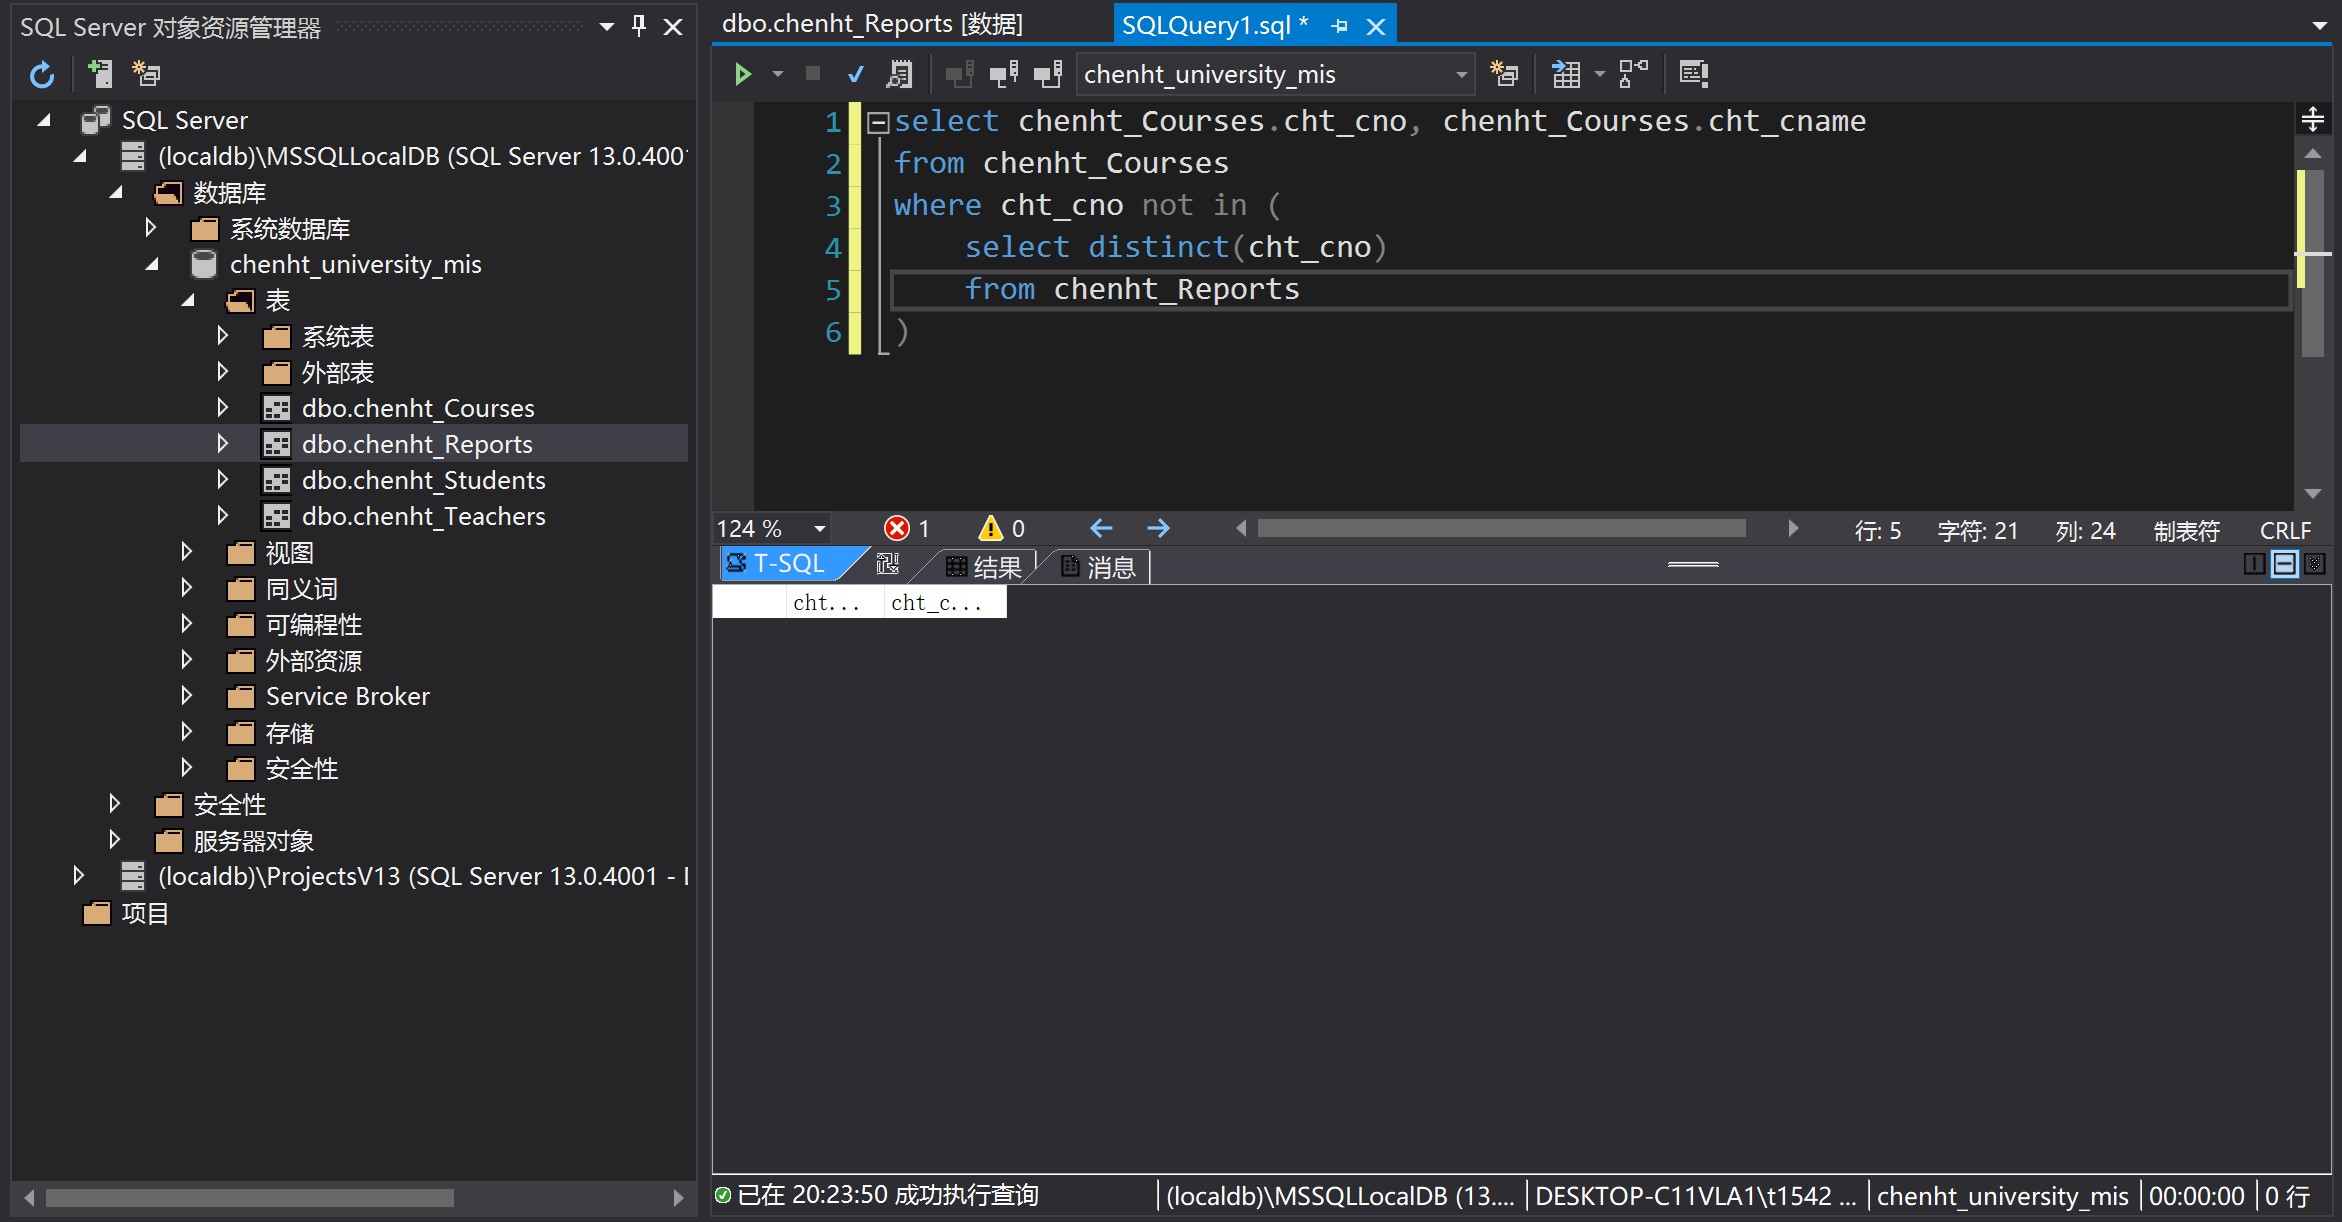 SQL Server 对象资源管理器
SQL Server
(localdb)\MSSQLLocalDB (SQL Server 13.0.400
数据库
系统数据库
chenht_university_mis
表
系统表
外部表
dbo.chenht_Courses
dbo.chenht_Reports
dbo.chenht_Students
dbo.chenht_Teachers
视图
同义词
可编程性
外部资源
Service Broker
存储
安全性
安全性
服务器对象
(localdb)\ProjectsV13 (SQL Server 13.0.4001 -
项目
dbo.chenht_Reports [数据]
SQLQuery1.sql *
chenht_university_mis
1 select chenht_Courses.cht_cno, chenht_Courses.cht_cname
2 from chenht_Courses
3 where cht_cno not in (
4 select distinct(cht_cno)
5 from chenht_Reports
6 )
124 % 1 0 行: 5 字符: 21 列: 24 制表符 CRLF
T-SQL 结果 消息
cht... cht_c...
已在 20:23:50 成功执行查询 (localdb)\MSSQLLocalDB (13.... DESKTOP-C11VLA1\t1542 ... chenht_university_mis 00:00:00 0 行